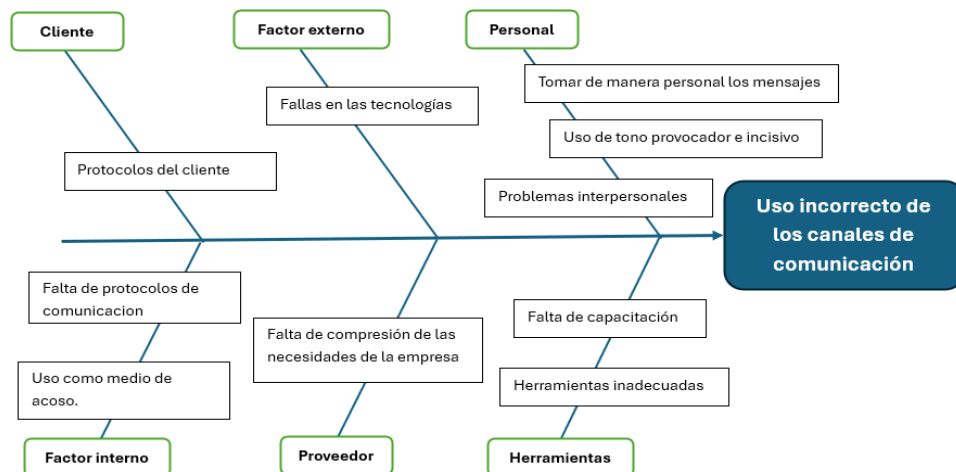 Cliente
Factor externo
Personal
Tomar de manera personal los mensajes
Fallas en las tecnologías
Uso de tono provocador e incisivo
Protocolos del cliente
Problemas interpersonales
Uso incorrecto de
los canales de
comunicación
Falta de protocolos de
comunicacion
Falta de capacitación
Falta de compresión de las
necesidades de la empresa
Uso como medio de
acoso.
Herramientas inadecuadas
Factor interno
Proveedor
Herramientas